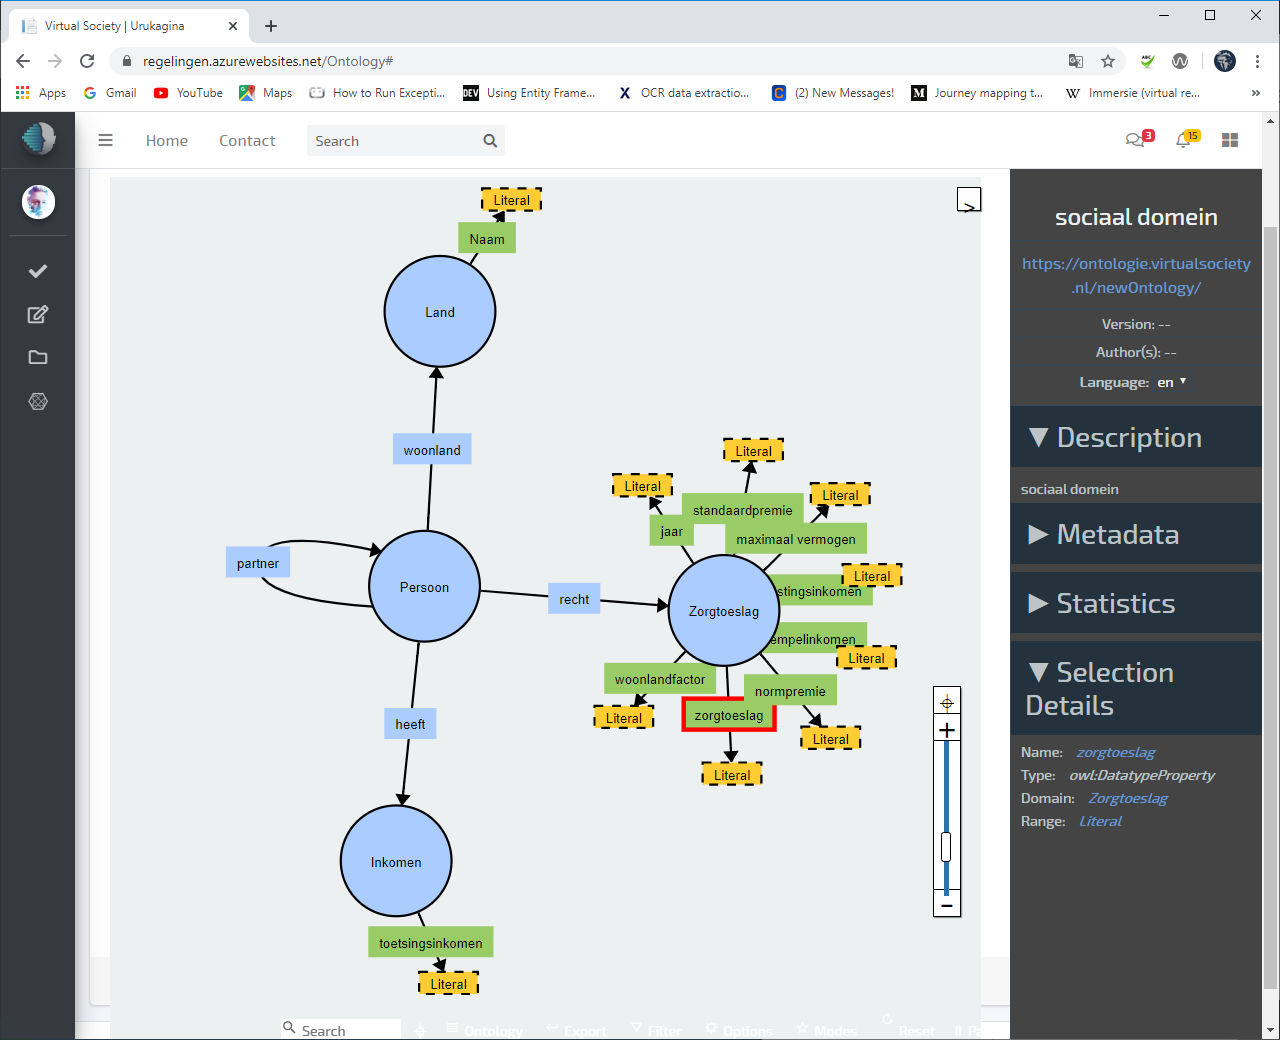 Virtual Society | Urukagina
regelingen.azurewebsites.net/Ontology#
Apps
Gmail
YouTube
Maps
How to Run Excepti...
DEV
Using Entity Frame...
X
OCR data extractio...
C
(2) New Messages!
M
Journey mapping t...
W
Immersie (virtual re...
»
Home
Contact
Search
3
15
Literal
Naam
Land
woonland
partner
Persoon
recht
heeft
Inkomen
toetsingsinkomen
Literal
Literal
Literal
Literal
standaardpremie
jaar
maximaal vermogen
Literal
stingsinkomen
Zorgtoeslag
empelinkomen
Literal
woonlandfactor
normpremie
Literal
zorgtoeslag
Literal
Literal
>
+
−
sociaal domein
https://ontologie.virtualsociety
.nl/newOntology/
Version: --
Author(s): --
Language: en
Description
sociaal domein
Metadata
Statistics
Selection
Details
Name: zorgtoeslag
Type: owl:DatatypeProperty
Domain: Zorgtoeslag
Range: Literal
Search
Ontology
Export
Filter
Options
Modes
Reset
Pa